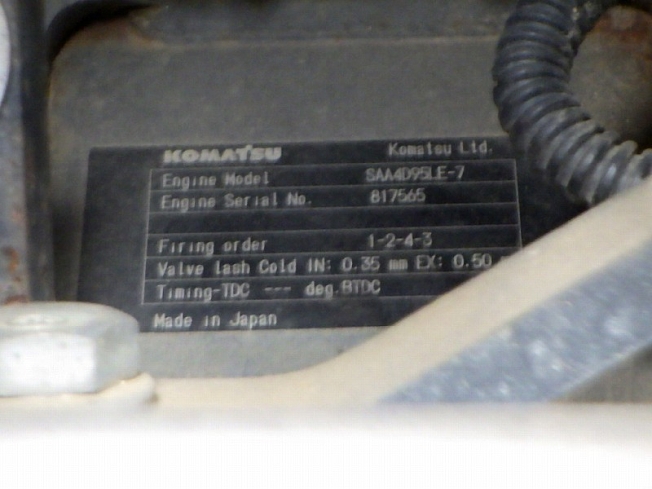 KOMATSU Komatsu Ltd.
Engine Model SAA4D95LE-7
Engine Serial No. 817565
Firing order 1-2-4-3
Valve lash Cold IN: 0.35 mm EX: 0.50
Timing-TDC --- deg.BTDC
Made in Japan